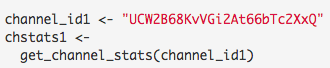 channel_id1 <- "UCW2B68KvVGi2At66bTc2XxQ"
chstats1 <-
  get_channel_stats(channel_id1)